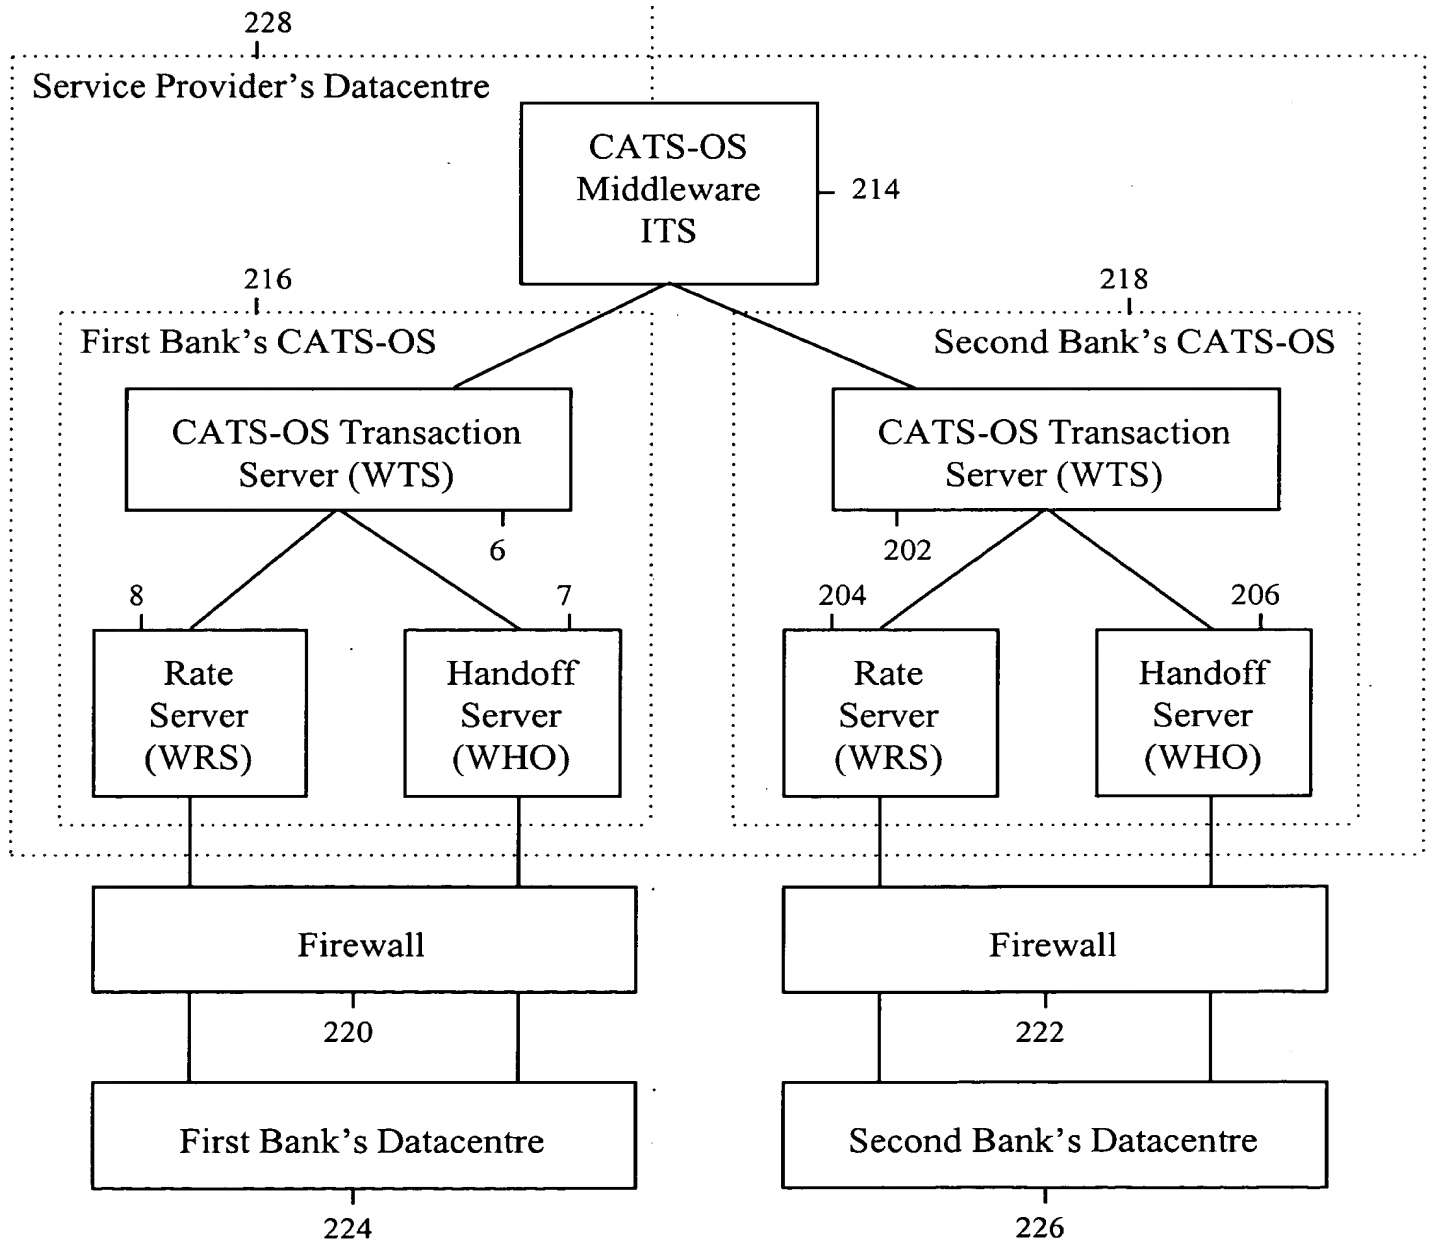 228
Service Provider's Datacentre
CATS-OS
Middleware
ITS
214
216
218
First Bank's CATS-OS
Second Bank's CATS-OS
CATS-OS Transaction
Server (WTS)
CATS-OS Transaction
Server (WTS)
6
202
8
7
204
206
Rate
Server
(WRS)
Handoff
Server
(WHO)
Rate
Server
(WRS)
Handoff
Server
(WHO)
Firewall
Firewall
220
222
First Bank's Datacentre
Second Bank's Datacentre
224
226